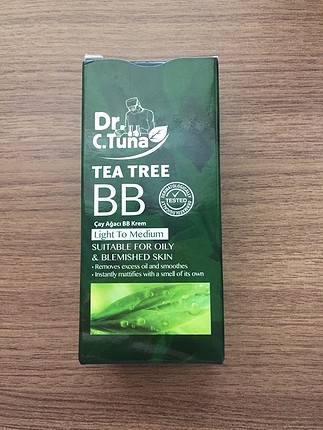 Dr.
C.Tuna
TEA TREE
BB
DERMATOLOGICALLY
TESTED
Çay Ağacı BB Krem
Light To Medium
SUITABLE FOR OILY
& BLEMISHED SKIN
• Removes excess oil and smoothes
• Instantly mattifies with a smell of its own